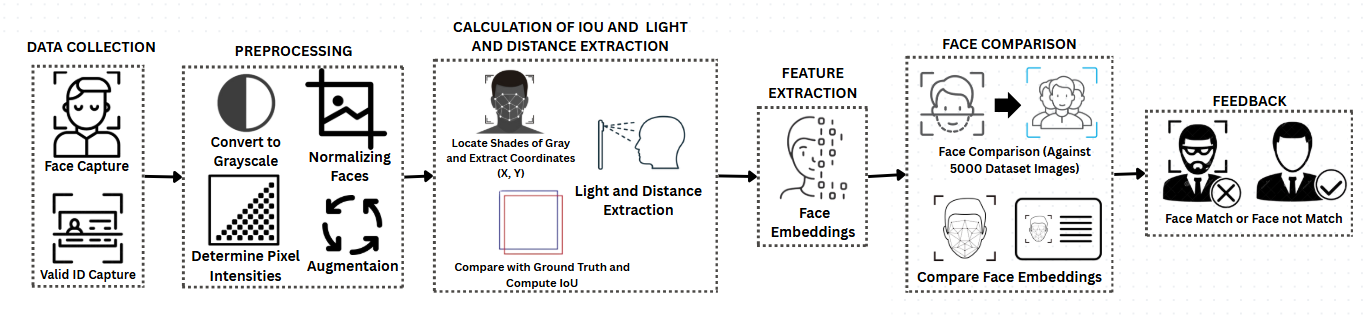 DATA COLLECTION
Face Capture
Valid ID Capture
PREPROCESSING
Convert to
Grayscale
Normalizing
Faces
Determine Pixel
Intensities
Augmentaion
CALCULATION OF IOU AND LIGHT
AND DISTANCE EXTRACTION
Locate Shades of Gray
and Extract Coordinates
(X, Y)
Light and Distance
Extraction
Compare with Ground Truth and
Compute IoU
FEATURE
EXTRACTION
Face
Embeddings
FACE COMPARISON
Face Comparison (Against
5000 Dataset Images)
Compare Face Embeddings
FEEDBACK
Face Match or Face not Match